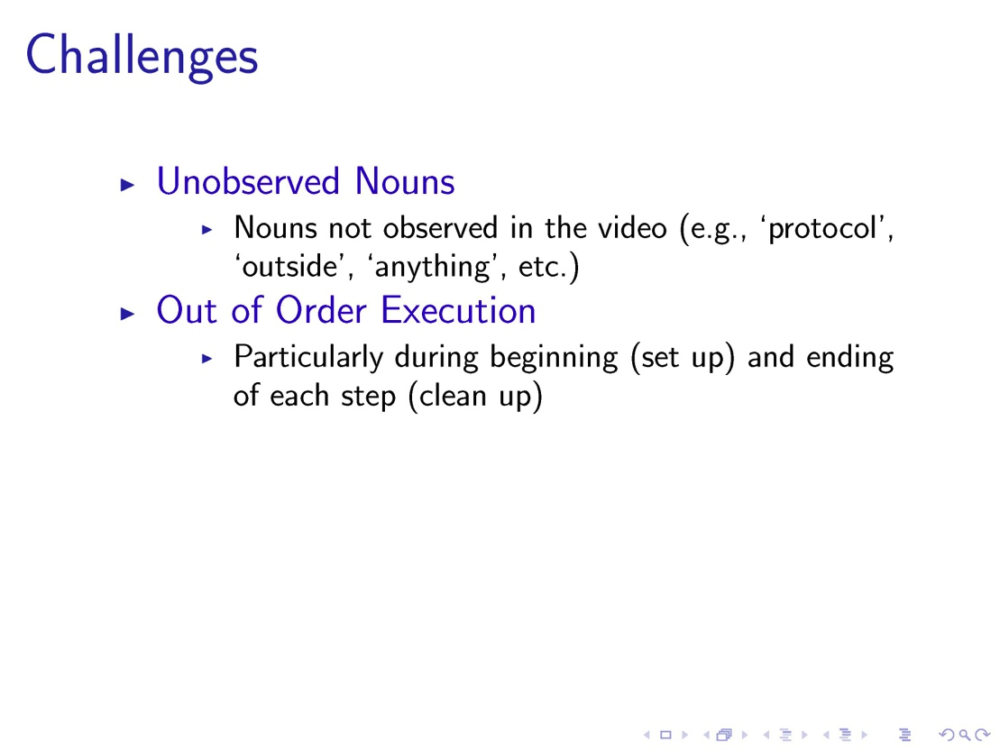 Challenges
Unobserved Nouns
Nouns not observed in the video (e.g., ‘protocol’,
‘outside’, ‘anything’, etc.)
Out of Order Execution
Particularly during beginning (set up) and ending
of each step (clean up)